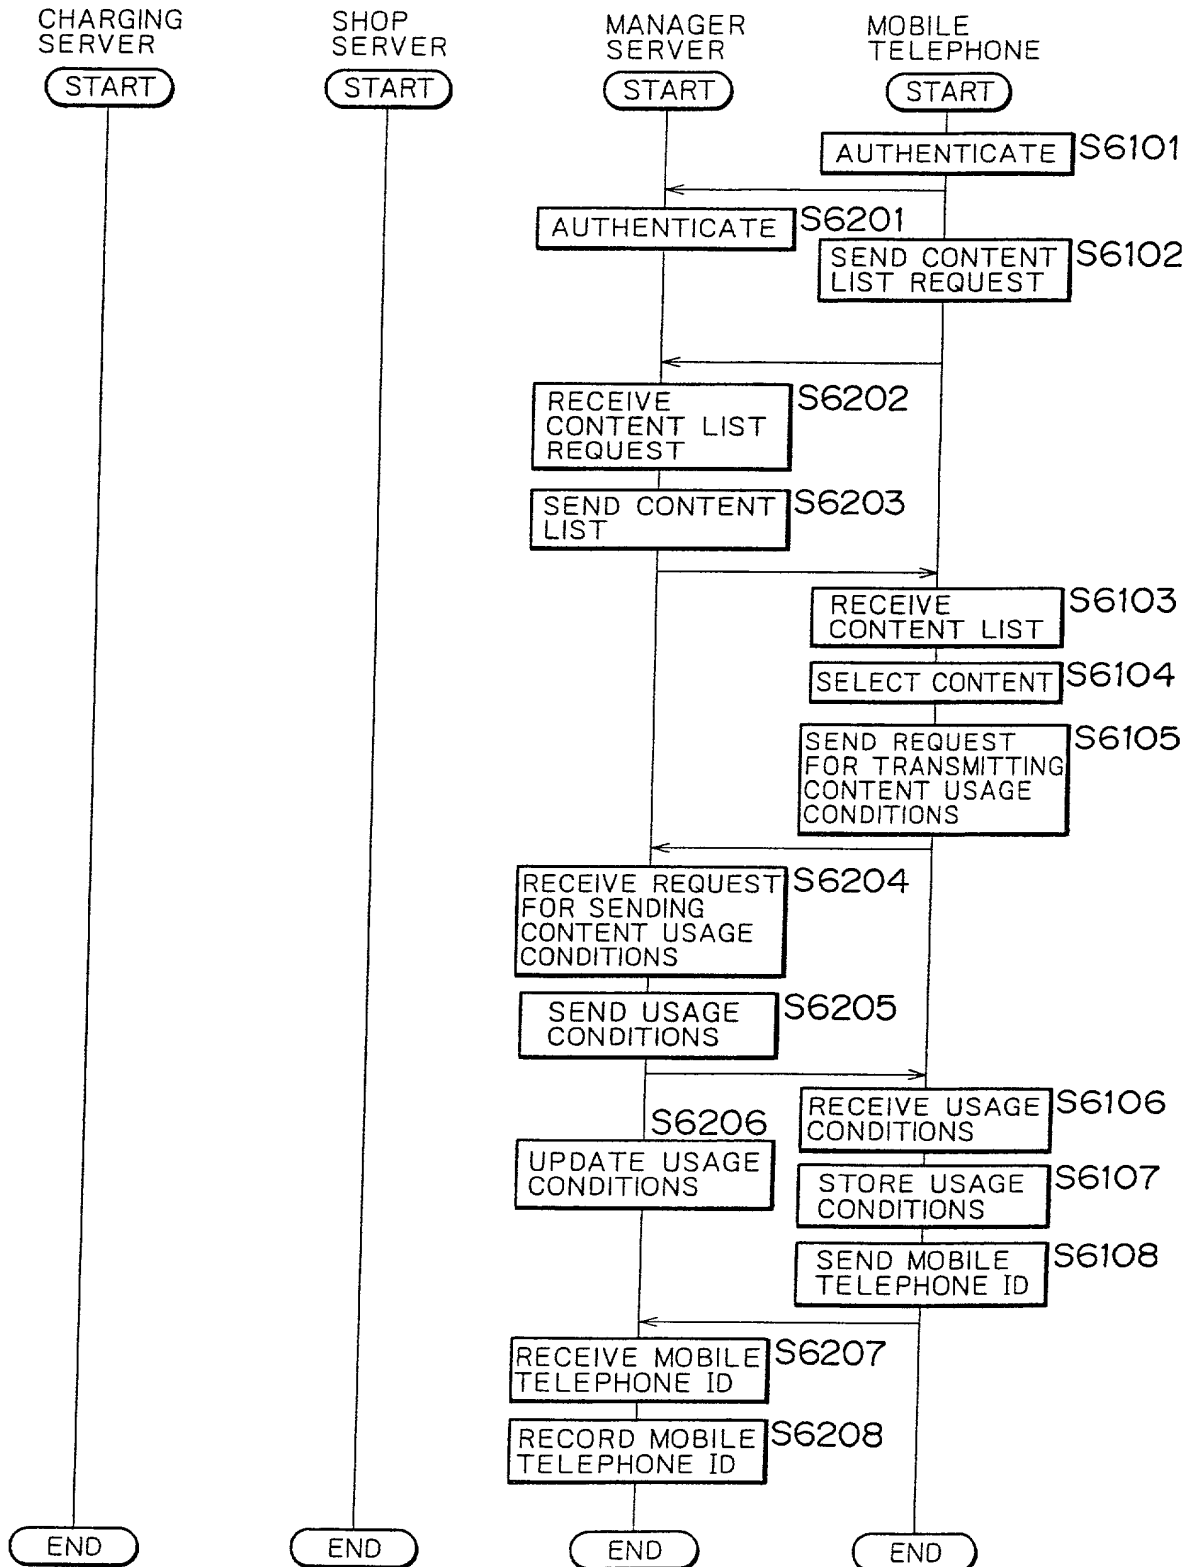 CHARGING
SERVER
SHOP
SERVER
MANAGER
SERVER
MOBILE
TELEPHONE
START
START
START
START
AUTHENTICATE
S6101
AUTHENTICATE
S6201
SEND CONTENT
LIST REQUEST
S6102
RECEIVE
CONTENT LIST
REQUEST
S6202
SEND CONTENT
LIST
S6203
RECEIVE
CONTENT LIST
S6103
SELECT CONTENT
S6104
SEND REQUEST
FOR TRANSMITTING
CONTENT USAGE
CONDITIONS
S6105
RECEIVE REQUEST
FOR SENDING
CONTENT USAGE
CONDITIONS
S6204
SEND USAGE
CONDITIONS
S6205
RECEIVE USAGE
CONDITIONS
S6106
S6206
UPDATE USAGE
CONDITIONS
STORE USAGE
CONDITIONS
S6107
SEND MOBILE
TELEPHONE ID
S6108
RECEIVE MOBILE
TELEPHONE ID
S6207
RECORD MOBILE
TELEPHONE ID
S6208
END
END
END
END